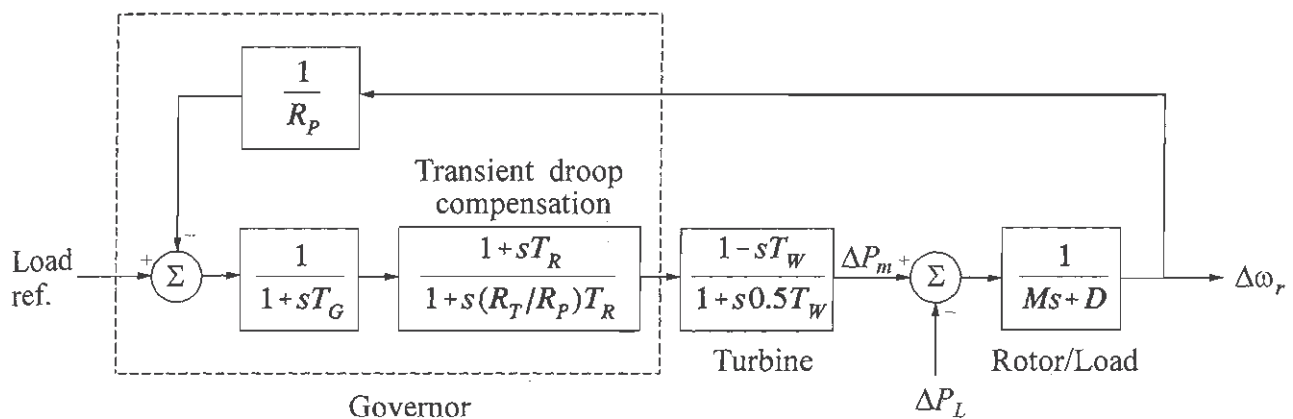 1
R_P
Transient droop
compensation
Load
ref.
+
-
Σ
1
1+sT_G
1+sT_R
1+s(R_T/R_P)T_R
1-sT_W
1+s0.5T_W
ΔP_m
+
-
Σ
1
Ms+D
Δω_r
Turbine
Rotor/Load
ΔP_L
Governor